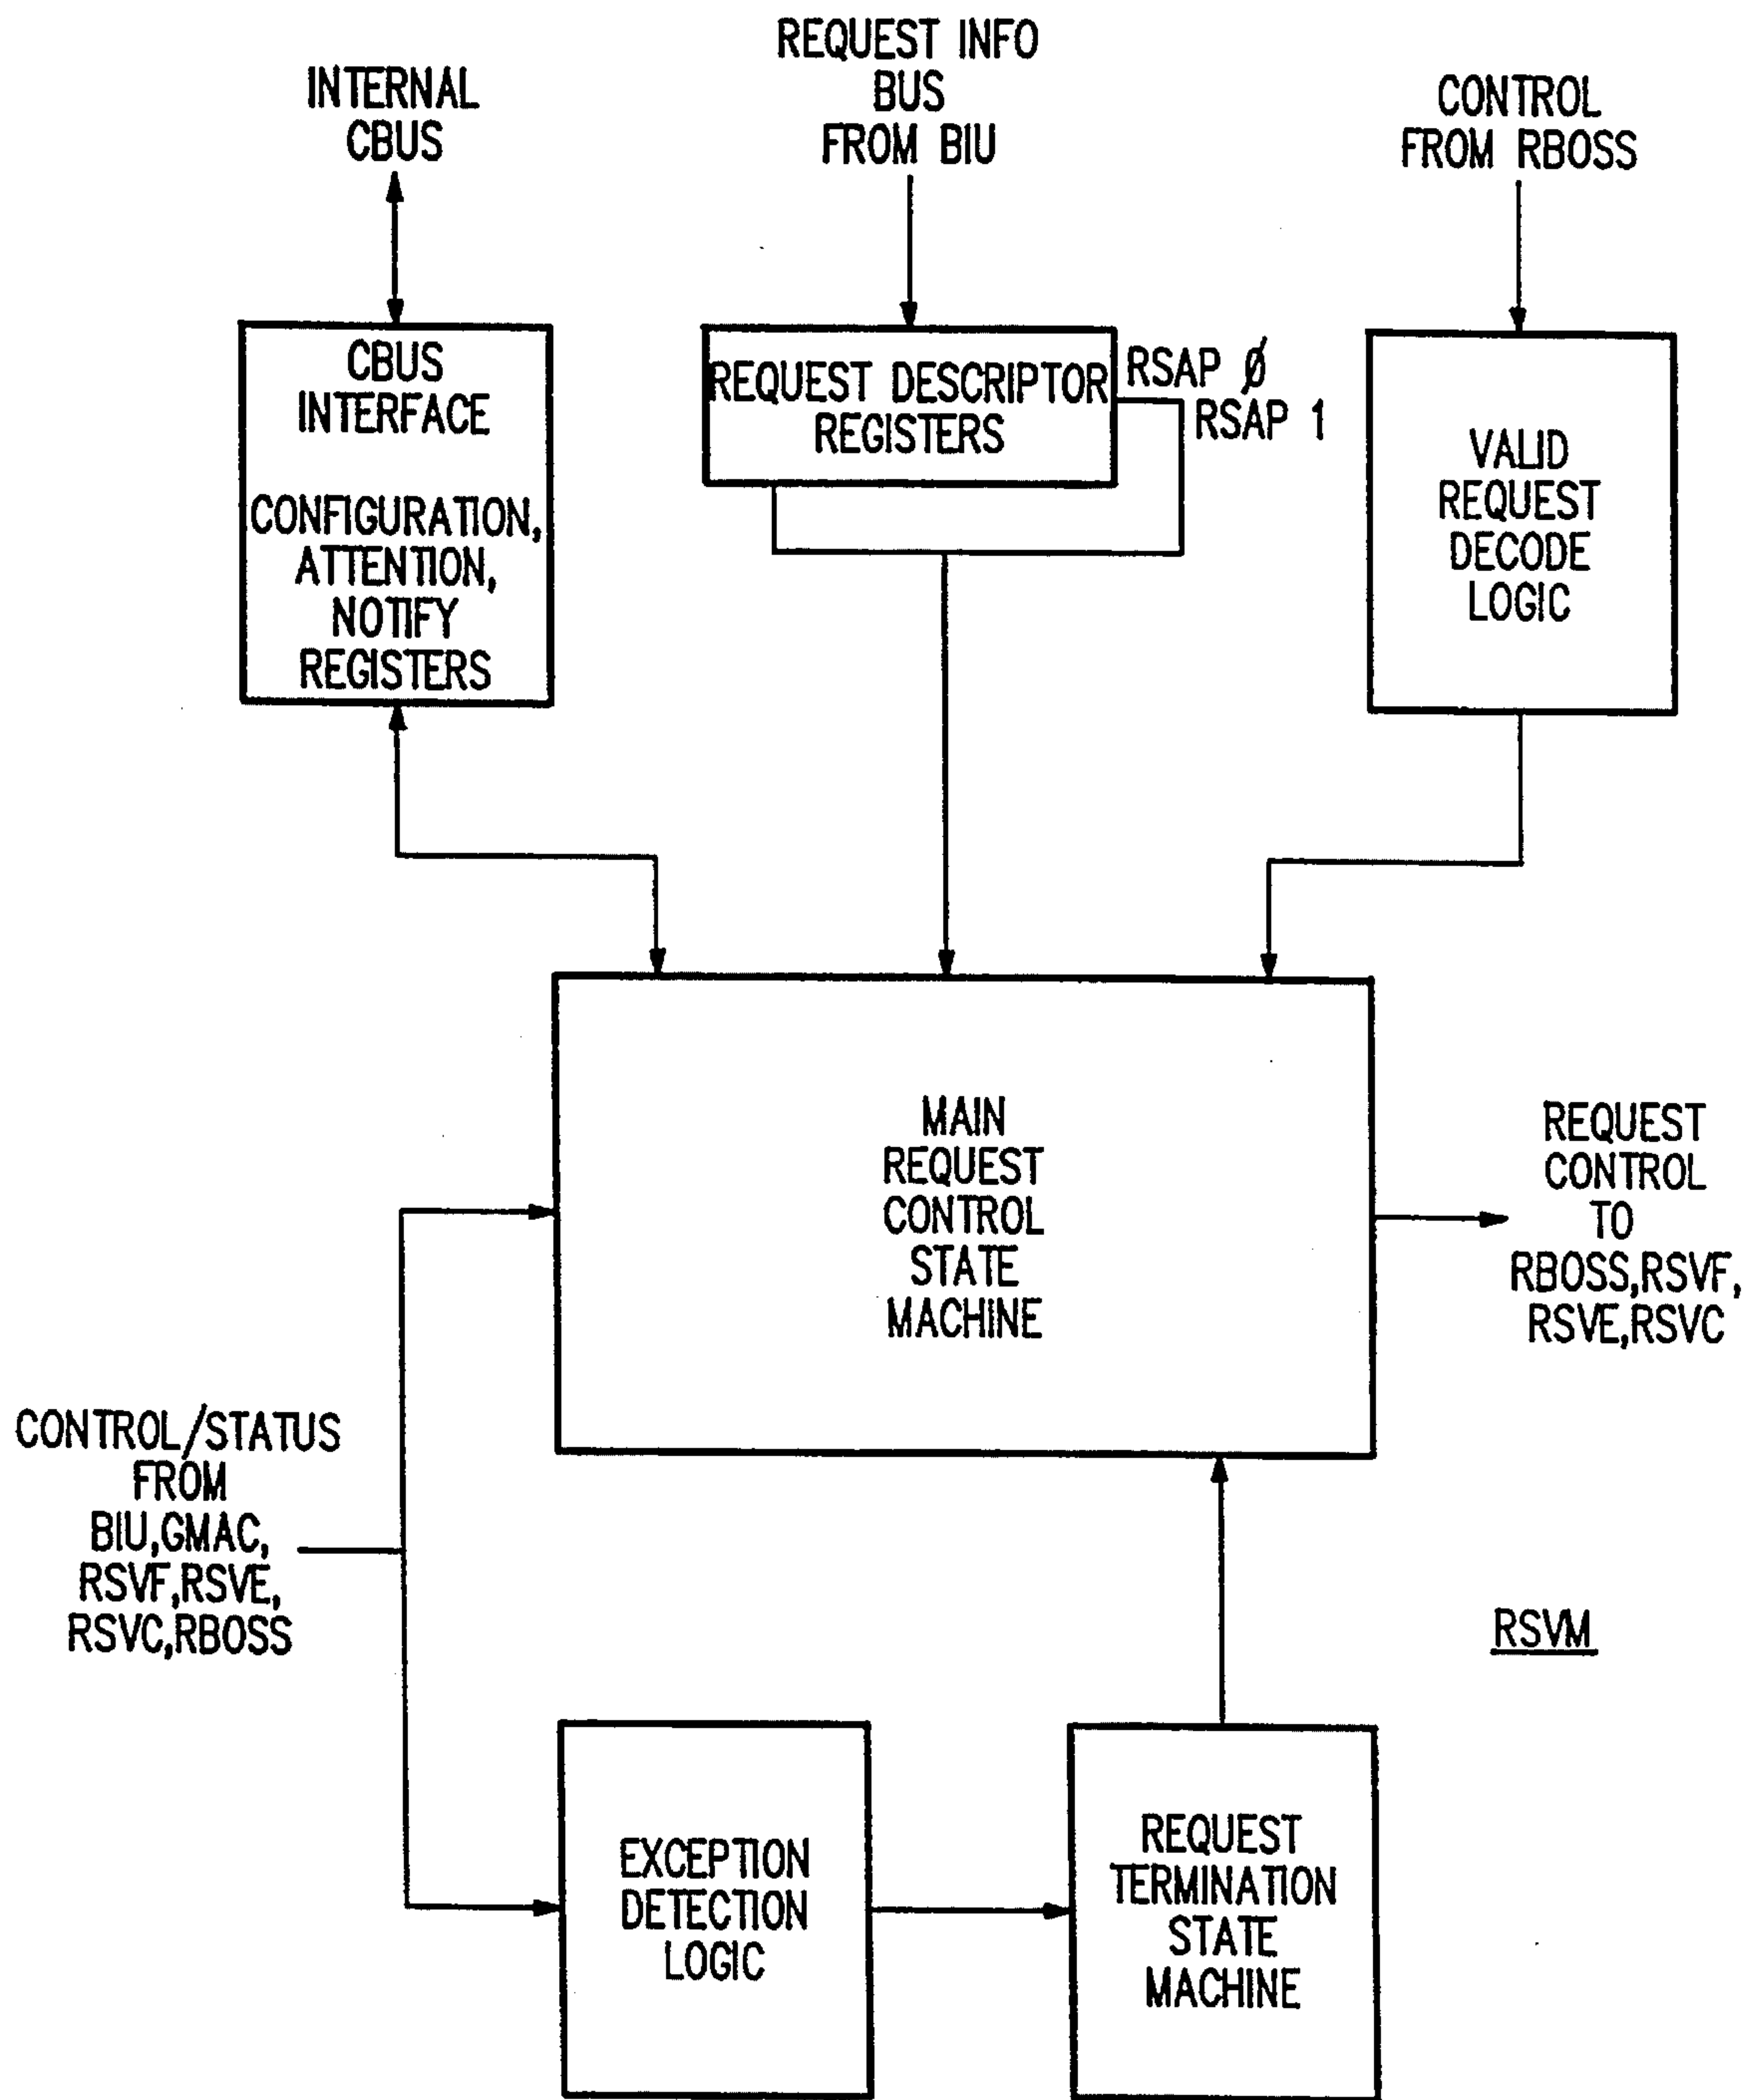 INTERNAL
CBUS
REQUEST INFO
BUS
FROM BIU
CONTROL
FROM RBOSS
CBUS
INTERFACE
CONFIGURATION,
ATTENTION,
NOTIFY
REGISTERS
REQUEST DESCRIPTOR
REGISTERS
RSAP Ø
RSAP 1
VALID
REQUEST
DECODE
LOGIC
MAIN
REQUEST
CONTROL
STATE
MACHINE
REQUEST
CONTROL
TO
RBOSS,RSVF,
RSVE,RSVC
CONTROL/STATUS
FROM
BIU,GMAC,
RSVF,RSVE,
RSVC,RBOSS
RSVM
EXCEPTION
DETECTION
LOGIC
REQUEST
TERMINATION
STATE
MACHINE